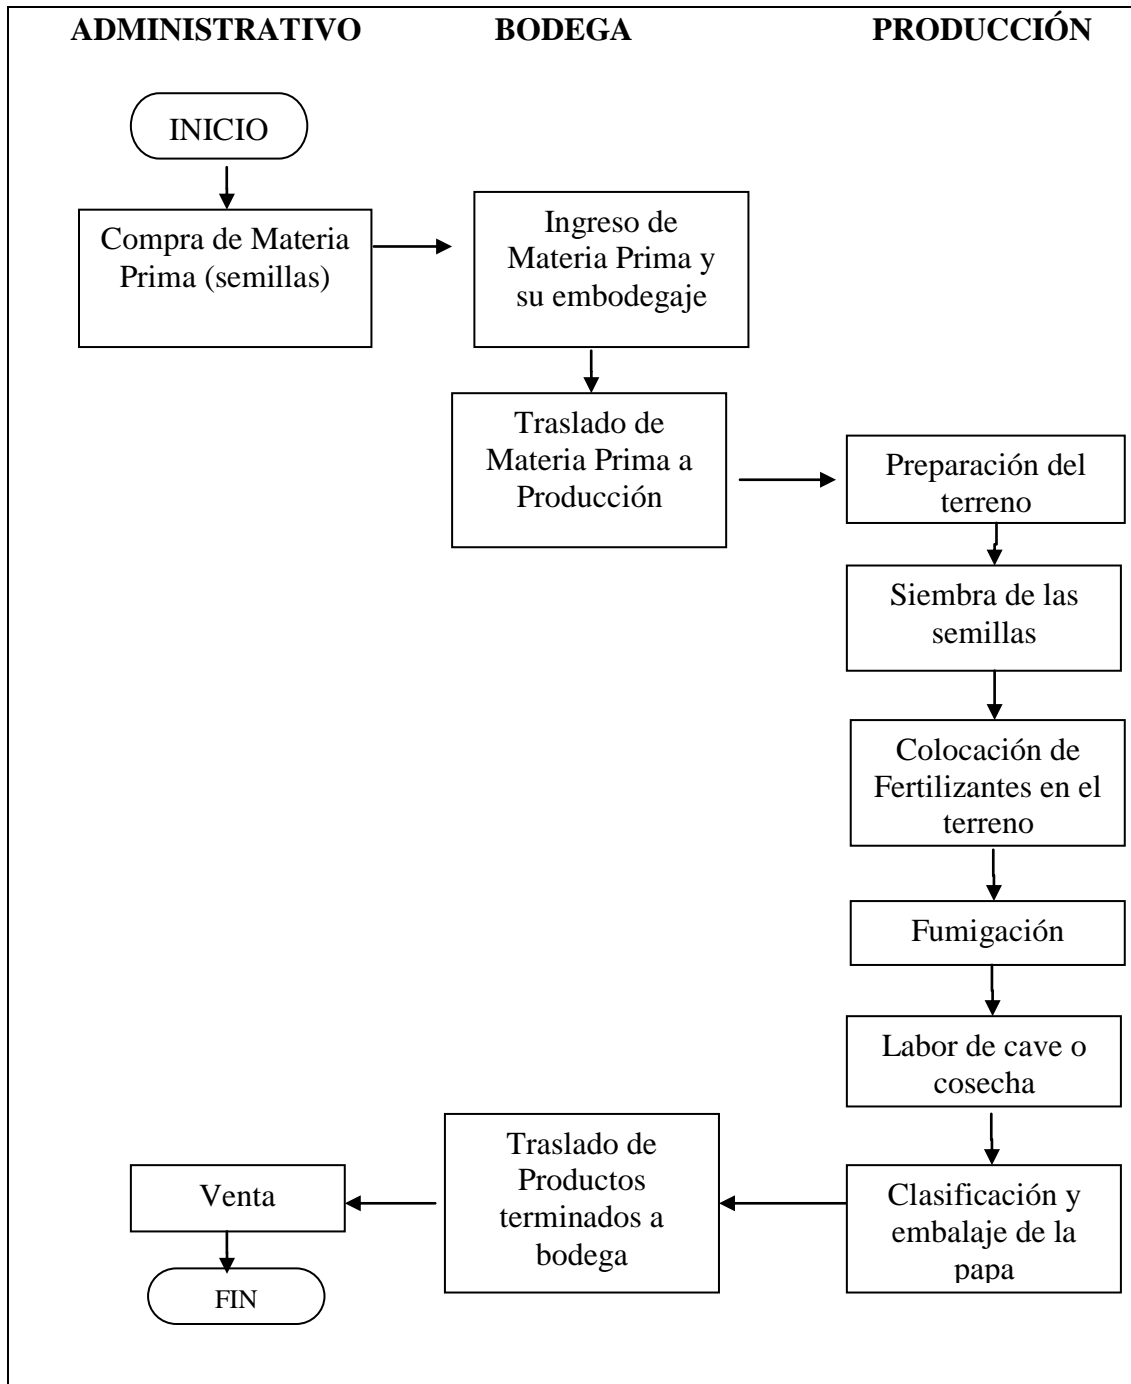 ADMINISTRATIVO BODEGA PRODUCCIÓN
INICIO
Compra de Materia
Prima (semillas)
Ingreso de
Materia Prima y
su embodegaje
Traslado de
Materia Prima a
Producción
Preparación del
terreno
Siembra de las
semillas
Colocación de
Fertilizantes en el
terreno
Fumigación
Labor de cave o
cosecha
Clasificación y
embalaje de la
papa
Traslado de
Productos
terminados a
bodega
Venta
FIN